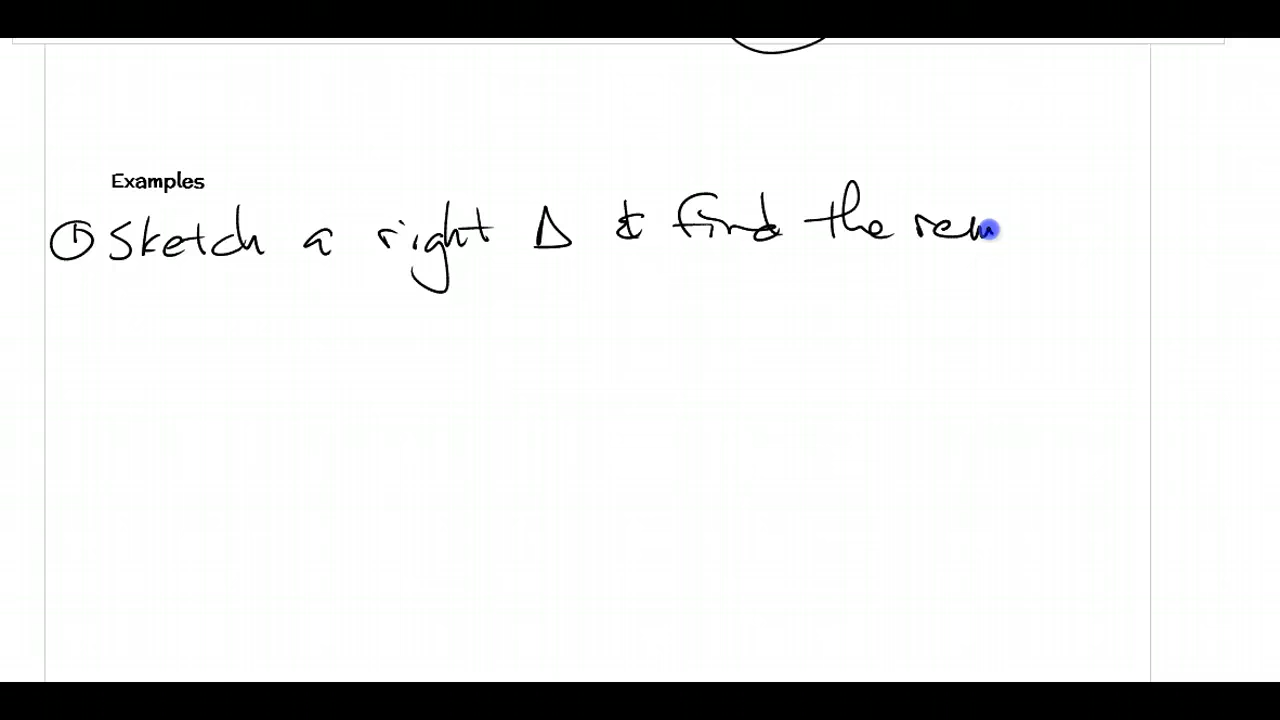 Examples
① Sketch a right Δ & find the rem